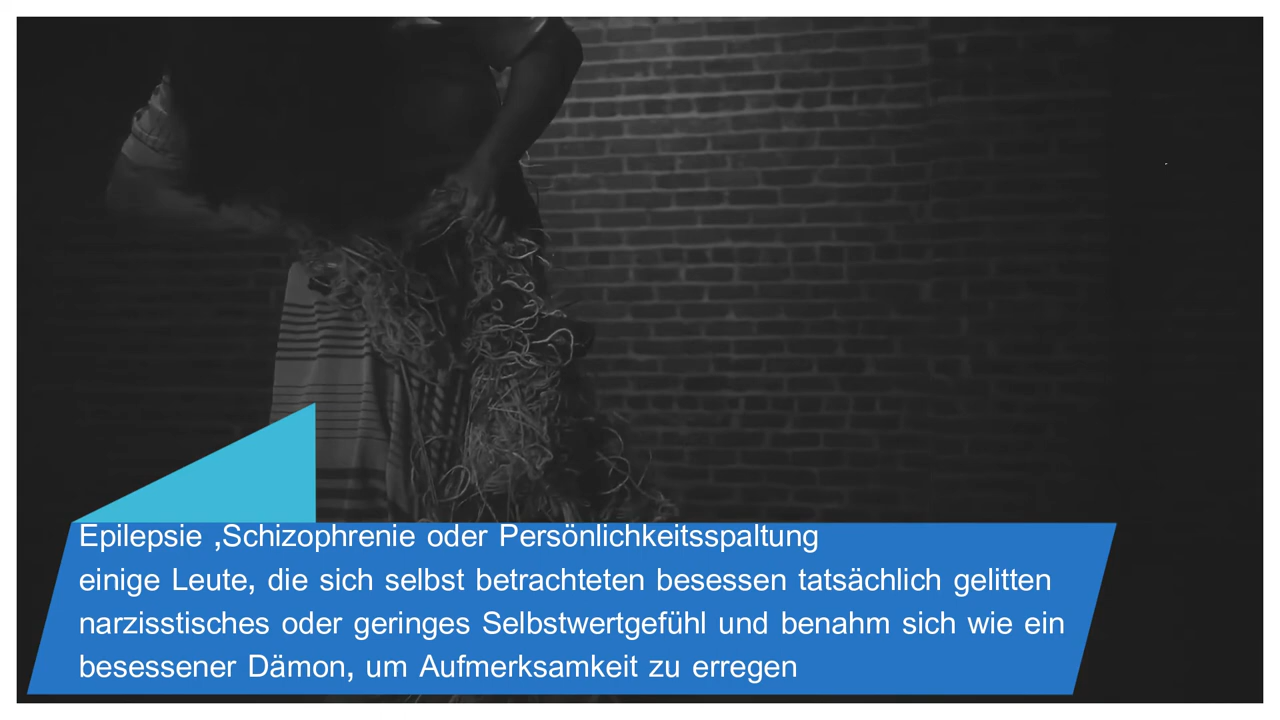 Epilepsie ,Schizophrenie oder Persönlichkeitsspaltung
einige Leute, die sich selbst betrachteten besessen tatsächlich gelitten
narzisstisches oder geringes Selbstwertgefühl und benahm sich wie ein
besessener Dämon, um Aufmerksamkeit zu erregen